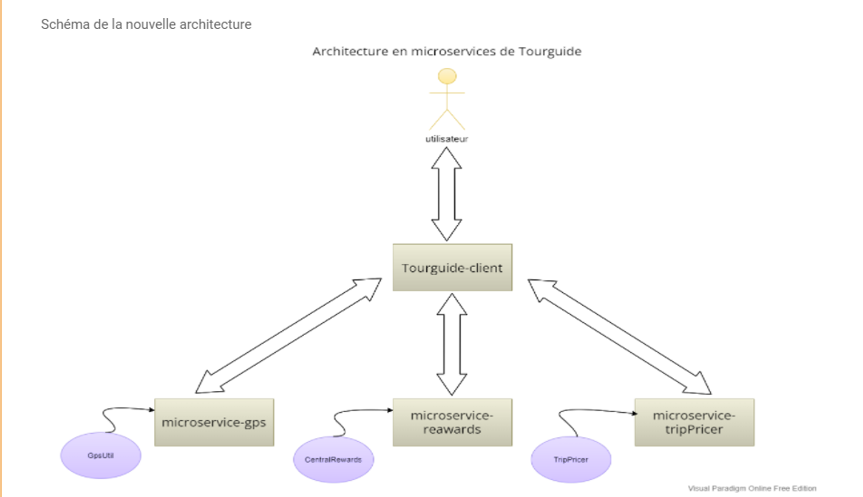 Schéma de la nouvelle architecture
Architecture en microservices de Tourguide
utilisateur
Tourguide-client
microservice-gps
microservice-
reawards
microservice-
tripPricer
GpsUtil
CentralRewards
TripPricer
Visual Paradigm Online Free Edition